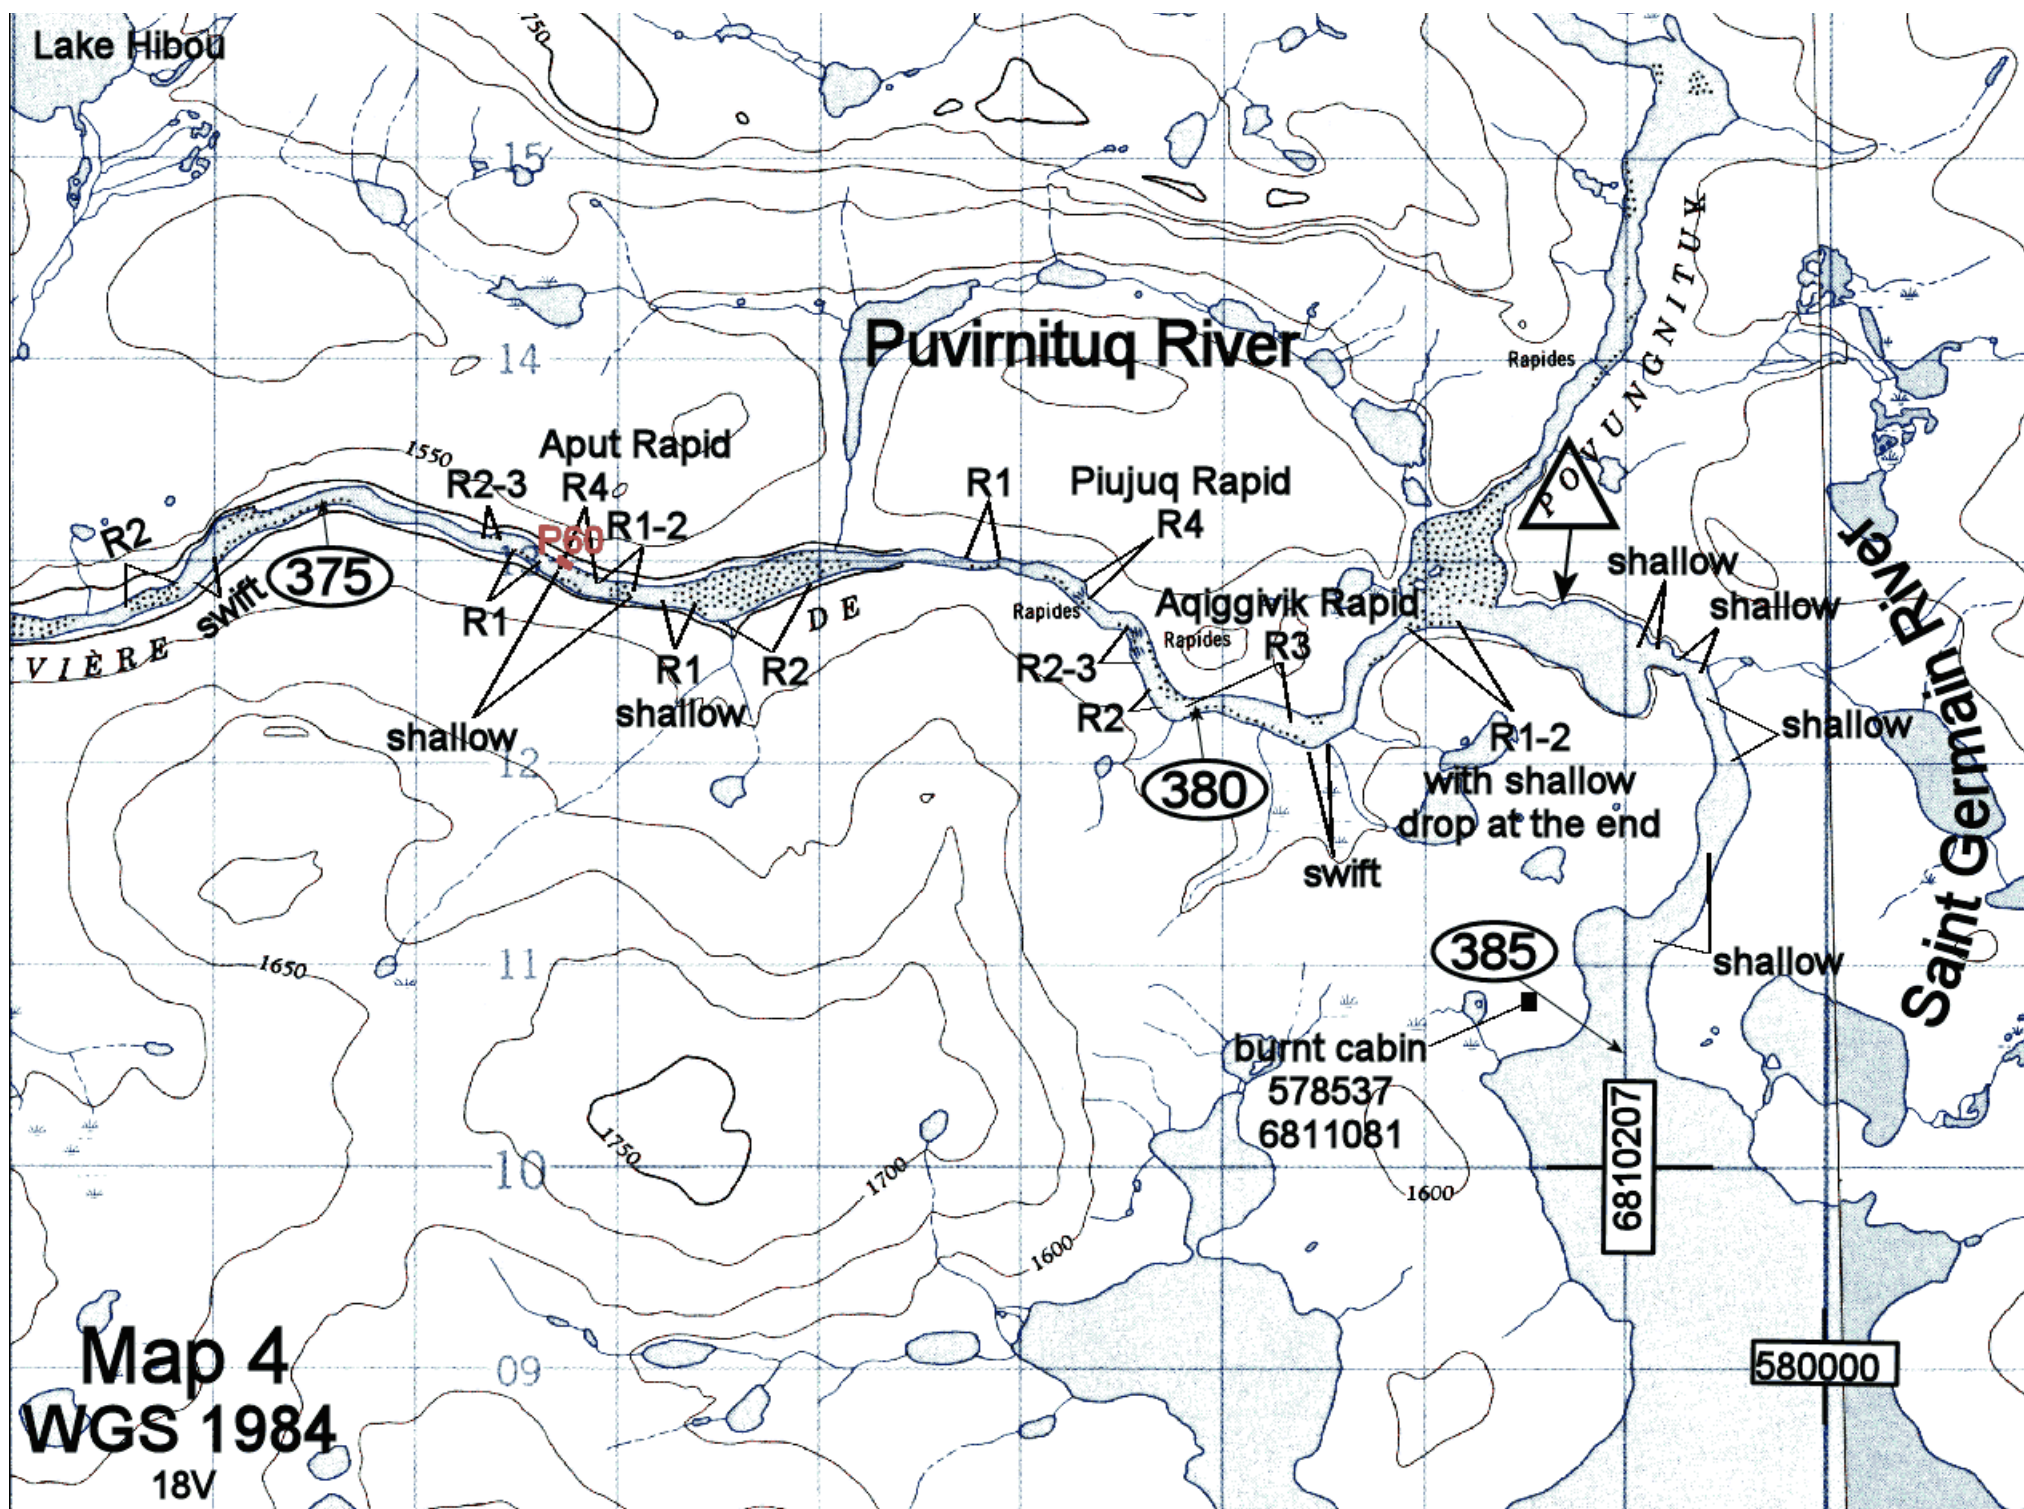 Lake Hibou
750
15
14
Puvirnituq River
Rapides
POVUNGNITUK
1550
Aput Rapid
R2-3
R4
P60
R1-2
R1
Piujuq Rapid
R4
R2
swift
375
R1
RIVIÈRE
DE
R1
shallow
R2
shallow
Rapides
Aqiggivik Rapid
Rapides
R3
R2-3
R2
shallow
shallow
shallow
Saint Germain River
12
380
R1-2
with shallow
drop at the end
swift
1650
11
385
shallow
burnt cabin
578537
6811081
1750
10
1700
1600
1600
6810207
09
580000
Map 4
WGS 1984
18V